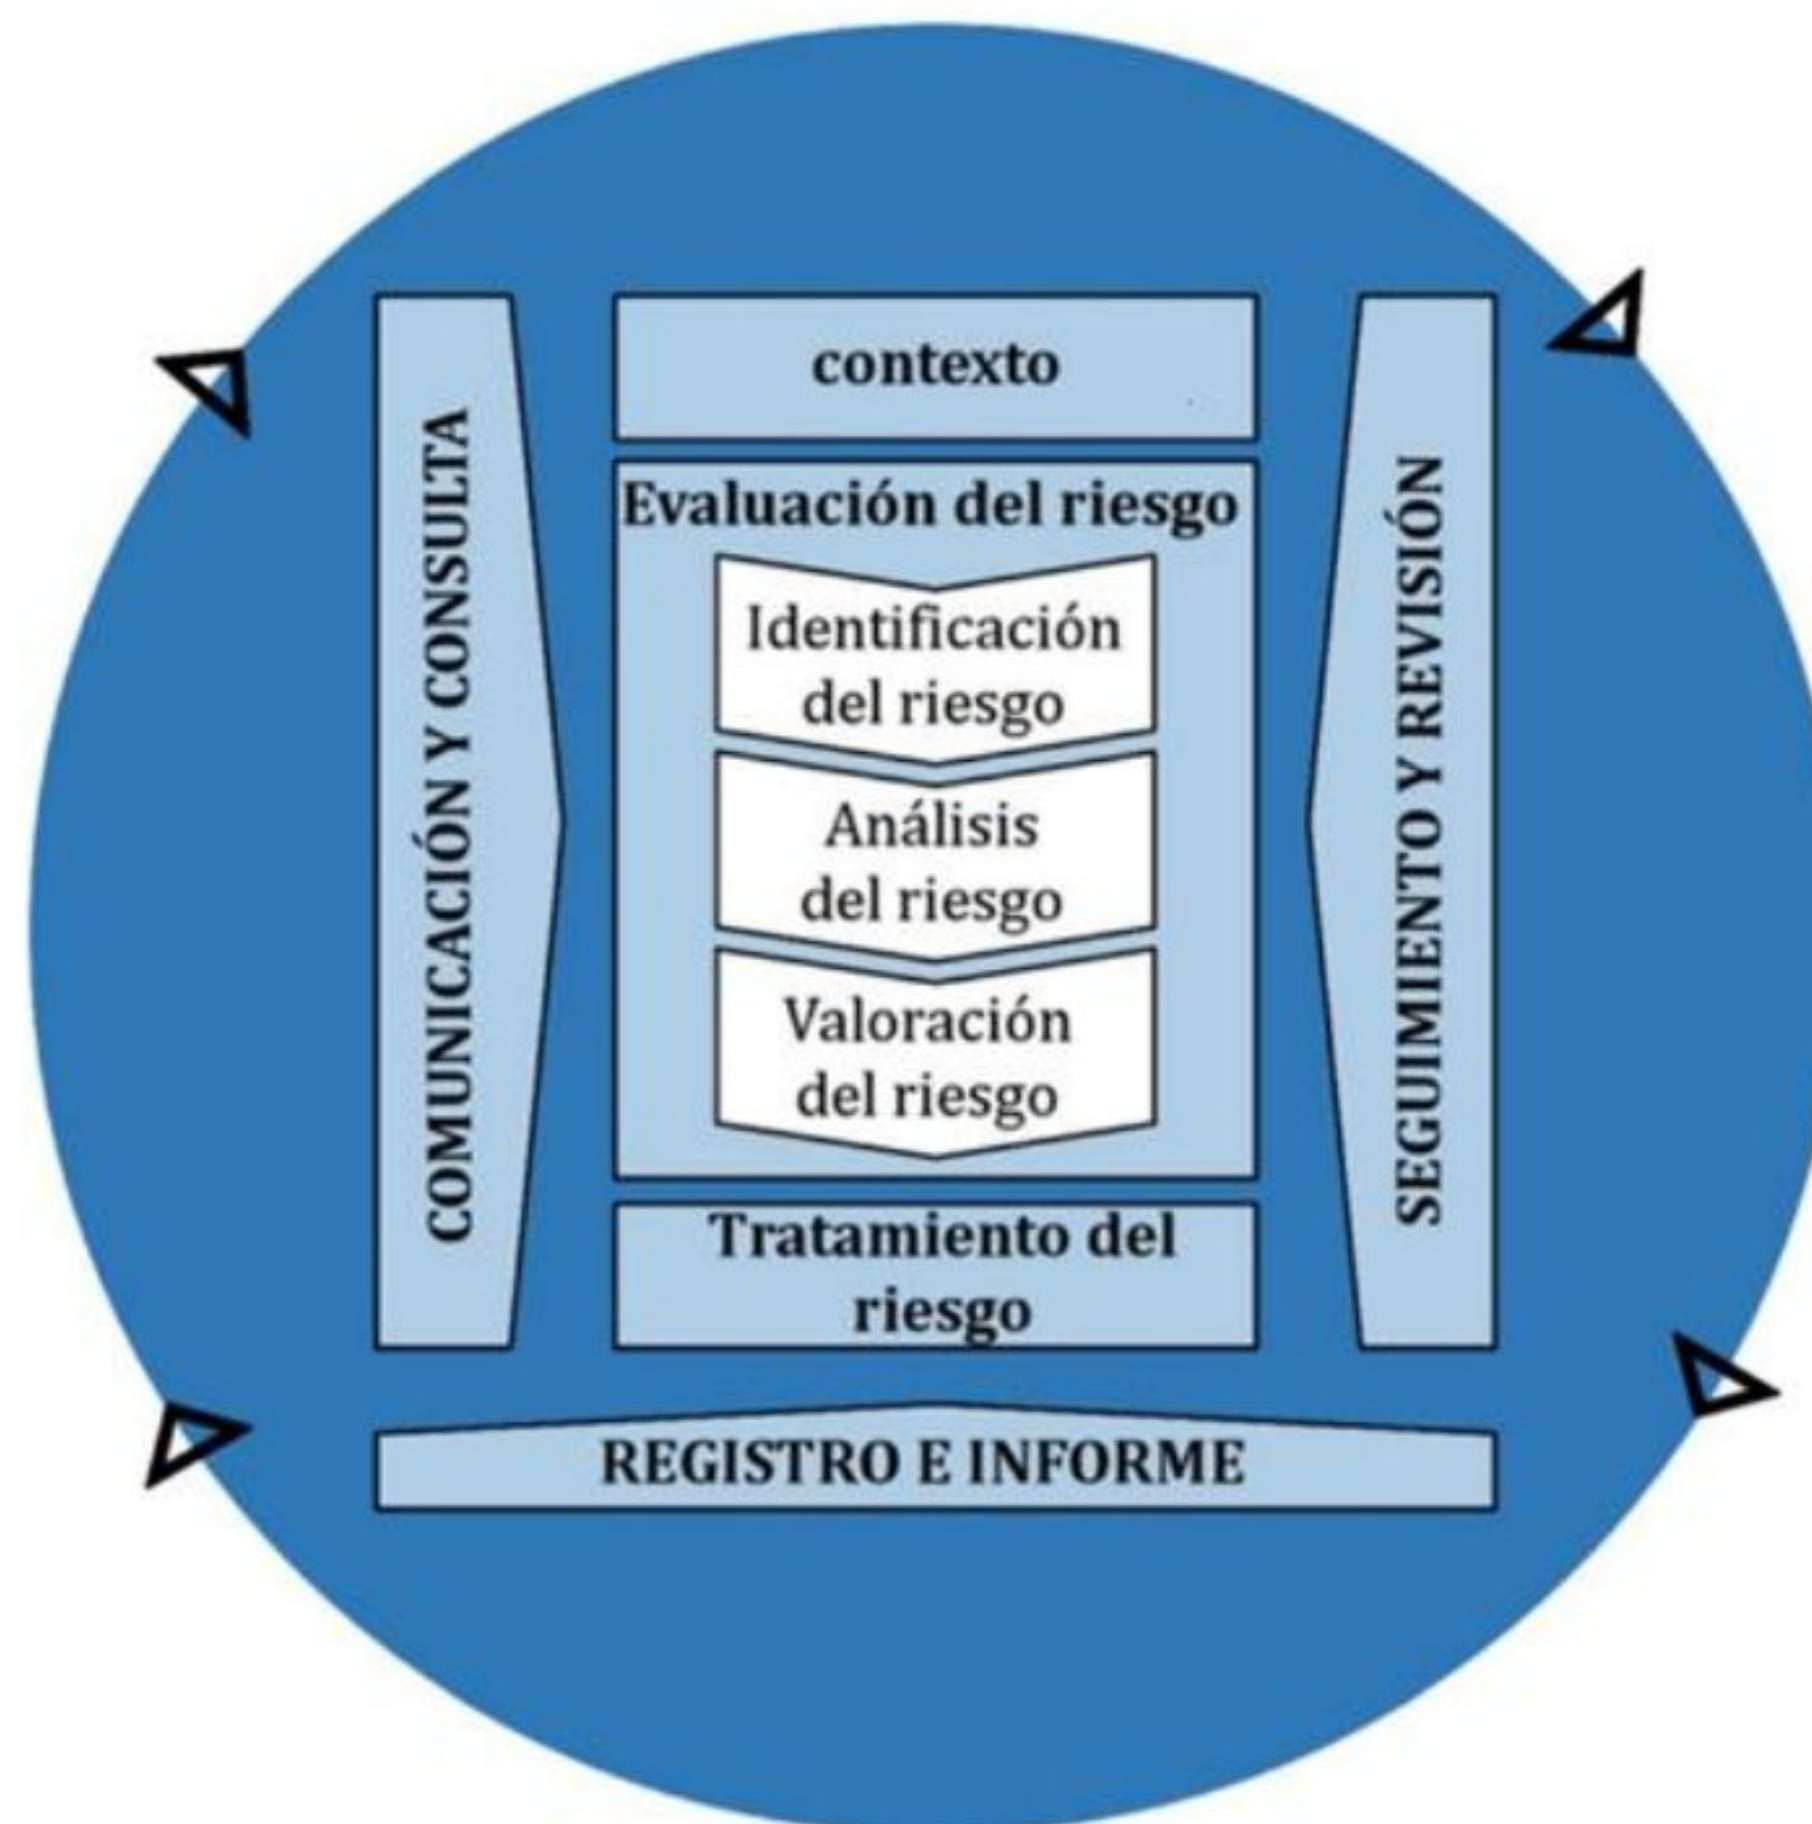 contexto
Evaluación del riesgo
Identificación
del riesgo
Análisis
del riesgo
Valoración
del riesgo
Tratamiento del
riesgo
COMUNICACIÓN Y CONSULTA
SEGUIMIENTO Y REVISIÓN
REGISTRO E INFORME